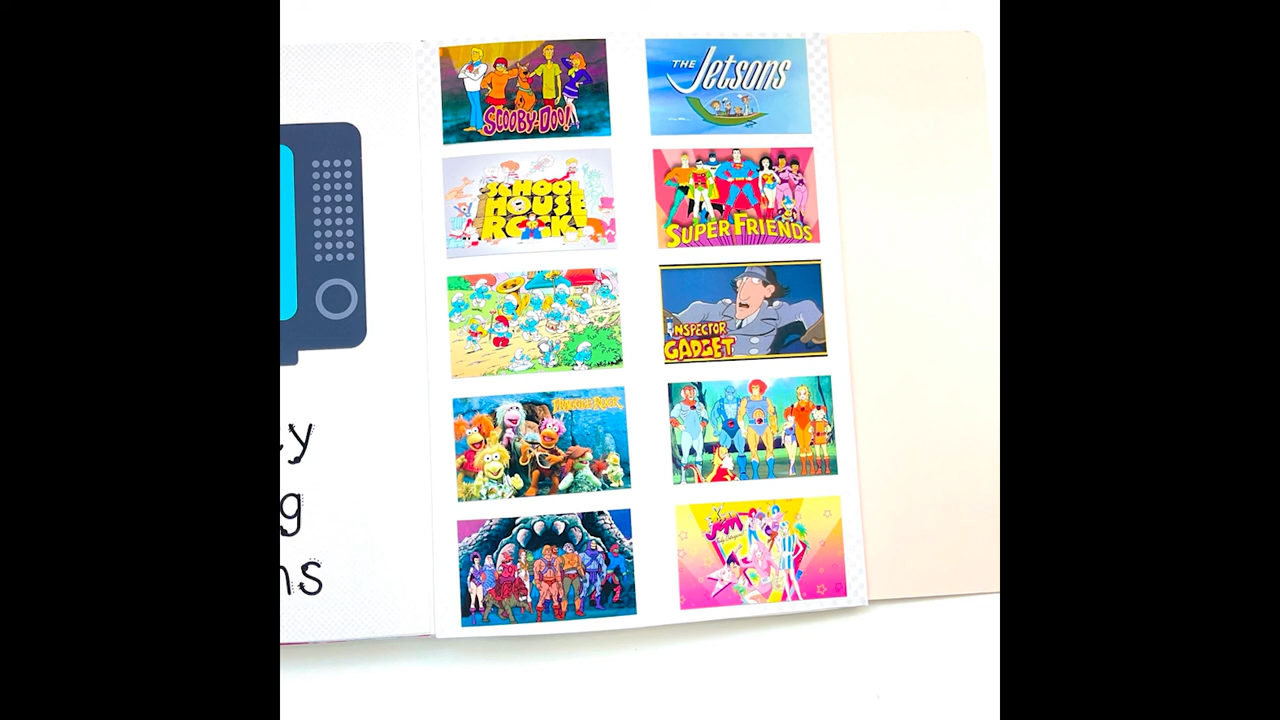 SCOOBY-DOO!
THE Jetsons
SCHOOL
HOUSE
ROCK!
SUPER FRIENDS
INSPECTOR
GADGET
FRAGGLE ROCK
JEM
y
g
ns